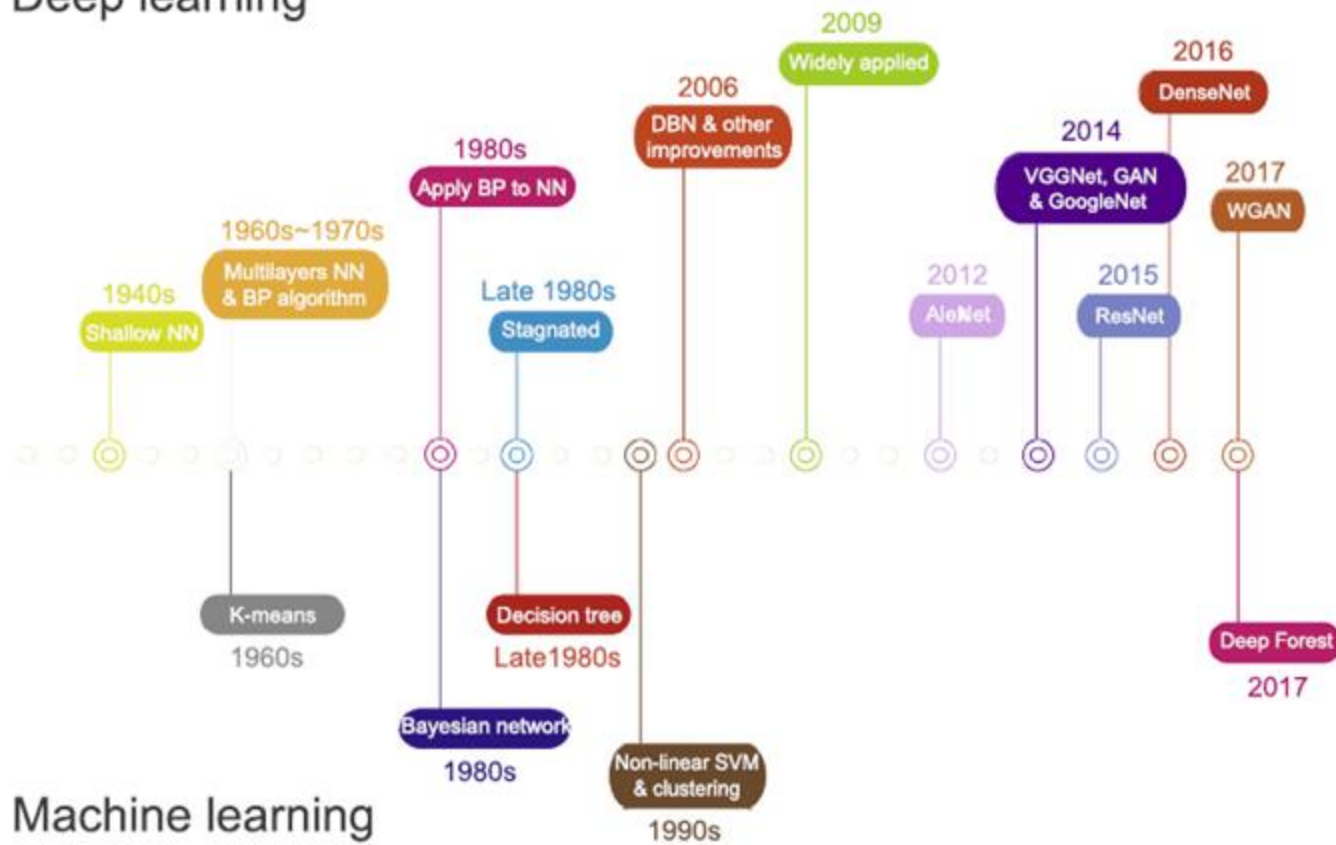 Deep learning
2009
Widely applied
2016
DenseNet
2006
DBN & other
improvements
2014
VGGNet, GAN
& GoogleNet
1980s
Apply BP to NN
2017
WGAN
1960s~1970s
Multilayers NN
& BP algorithm
1940s
Shallow NN
Late 1980s
Stagnated
2012
AleNet
2015
ResNet
K-means
1960s
Decision tree
Late1980s
Deep Forest
2017
Bayesian network
1980s
Non-linear SVM
& clustering
1990s
Machine learning